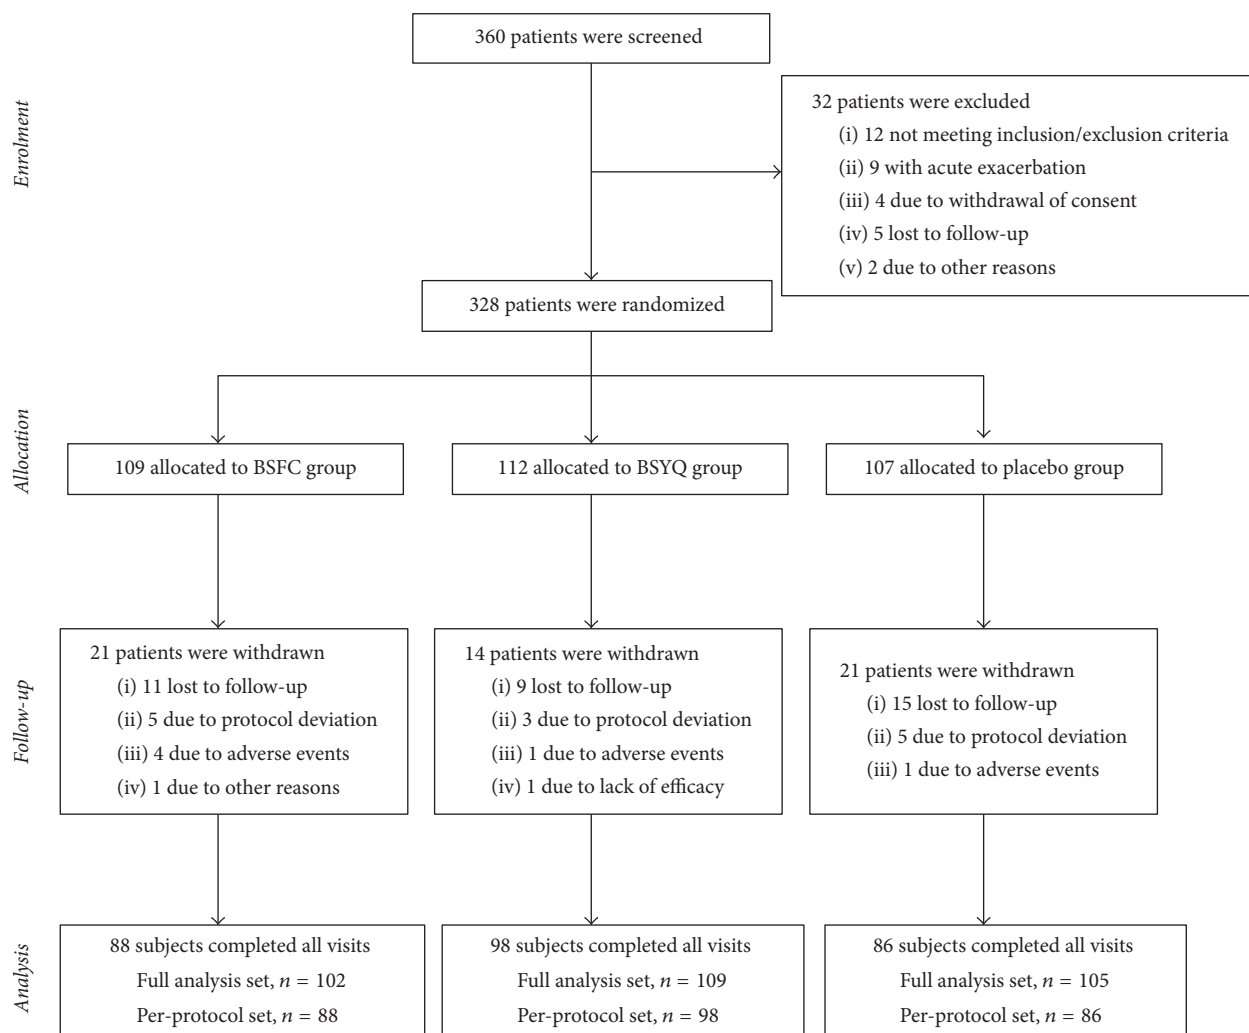 360 patients were screened
Enrolment
32 patients were excluded
(i) 12 not meeting inclusion/exclusion criteria
(ii) 9 with acute exacerbation
(iii) 4 due to withdrawal of consent
(iv) 5 lost to follow-up
(v) 2 due to other reasons
328 patients were randomized
Allocation
109 allocated to BSFC group
112 allocated to BSYQ group
107 allocated to placebo group
Follow-up
21 patients were withdrawn
(i) 11 lost to follow-up
(ii) 5 due to protocol deviation
(iii) 4 due to adverse events
(iv) 1 due to other reasons
14 patients were withdrawn
(i) 9 lost to follow-up
(ii) 3 due to protocol deviation
(iii) 1 due to adverse events
(iv) 1 due to lack of efficacy
21 patients were withdrawn
(i) 15 lost to follow-up
(ii) 5 due to protocol deviation
(iii) 1 due to adverse events
Analysis
88 subjects completed all visits
Full analysis set, n = 102
Per-protocol set, n = 88
98 subjects completed all visits
Full analysis set, n = 109
Per-protocol set, n = 98
86 subjects completed all visits
Full analysis set, n = 105
Per-protocol set, n = 86